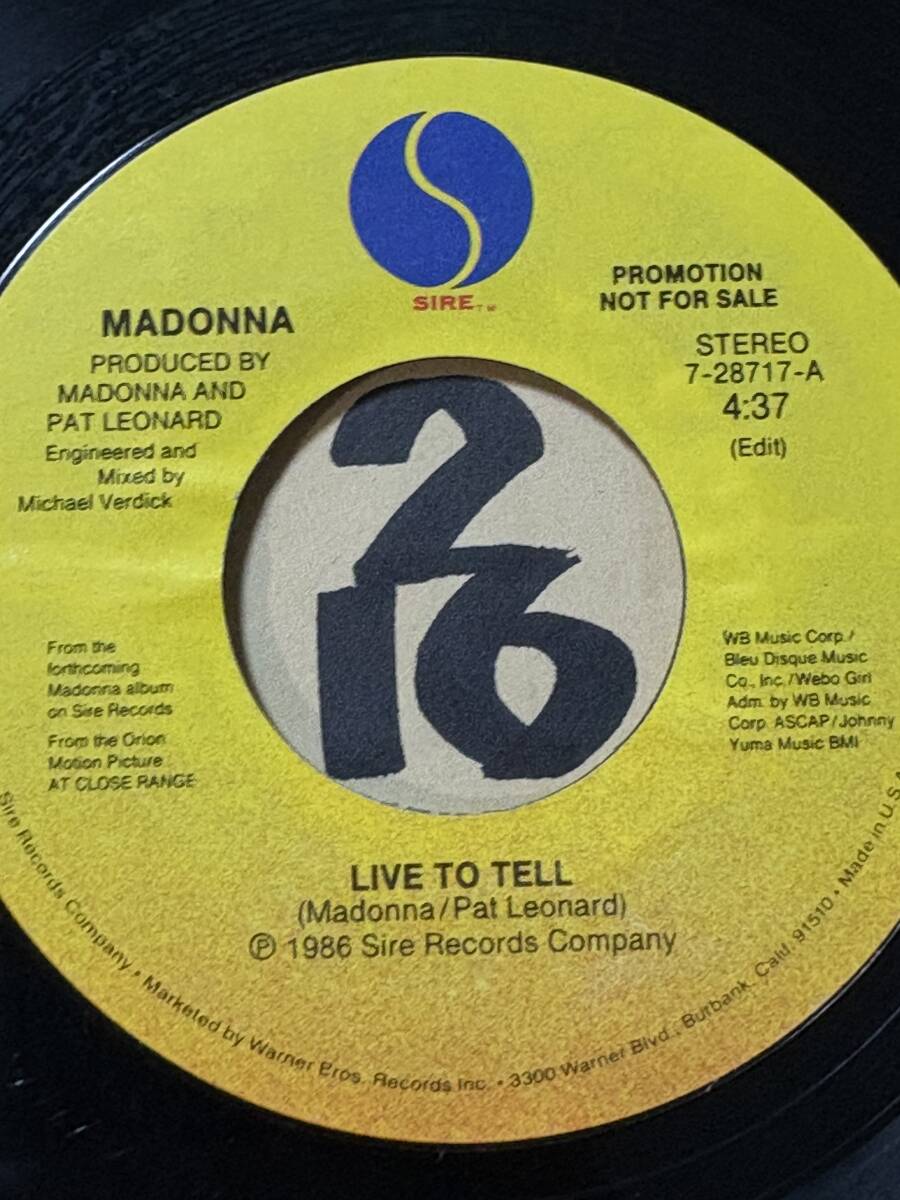 SIRE™
PROMOTION
NOT FOR SALE
MADONNA
PRODUCED BY
MADONNA AND
PAT LEONARD
Engineered and
Mixed by
Michael Verdick
STEREO
7-28717-A
4:37
(Edit)
2
16
From the
forthcoming
Madonna album
on Sire Records
From the Orion
Motion Picture
AT CLOSE RANGE
WB Music Corp./
Bleu Disque Music
Co., Inc./Webo Girl
Adm. by WB Music
Corp. ASCAP/Johnny
Yuma Music BMI
LIVE TO TELL
(Madonna/Pat Leonard)
℗ 1986 Sire Records Company
Sire Records Company • Marketed by Warner Bros. Records Inc. • 3300 Warner Blvd., Burbank, Calif. 91510 • Made in U.S.A